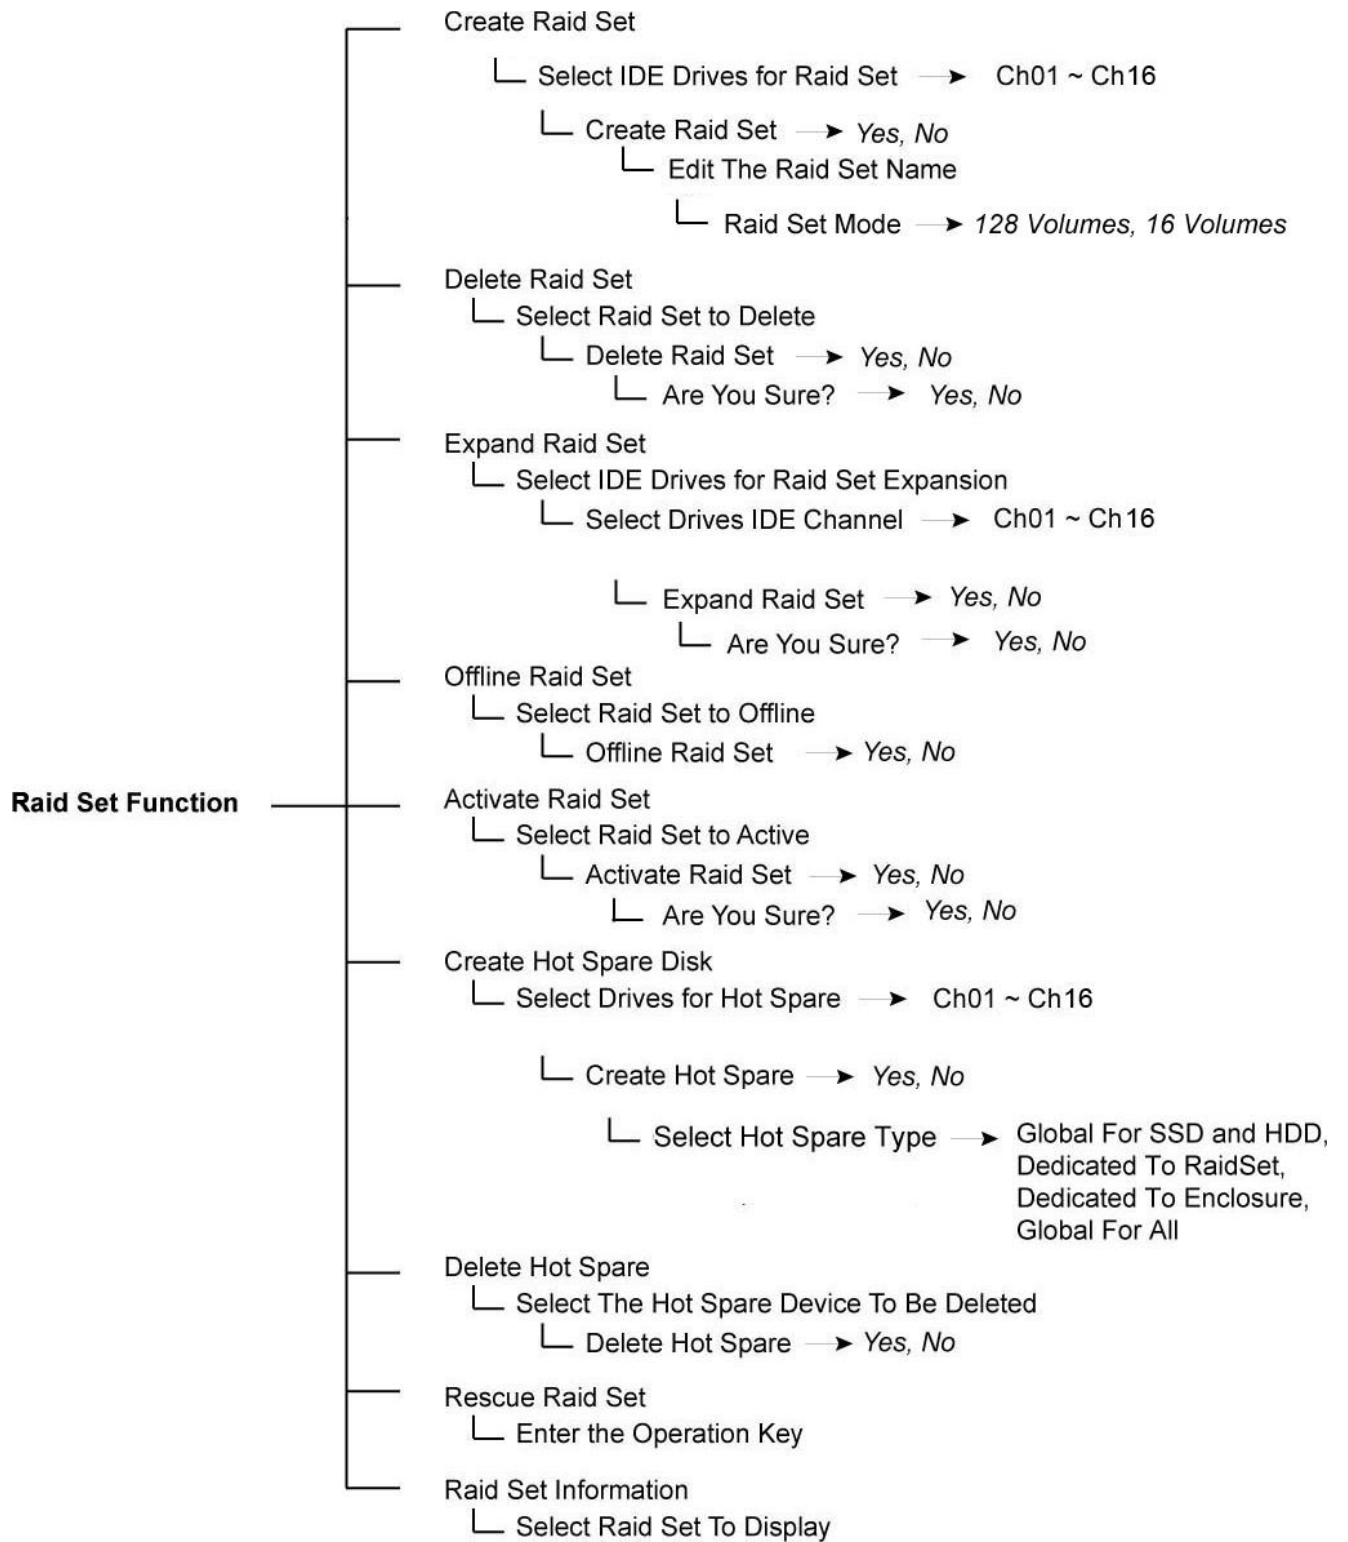 Create Raid Set
Select IDE Drives for Raid Set Ch01 ~ Ch16
Create Raid Set Yes, No
Edit The Raid Set Name
Raid Set Mode 128 Volumes, 16 Volumes
Delete Raid Set
Select Raid Set to Delete
Delete Raid Set Yes, No
Are You Sure? Yes, No
Expand Raid Set
Select IDE Drives for Raid Set Expansion
Select Drives IDE Channel Ch01 ~ Ch16
Expand Raid Set Yes, No
Are You Sure? Yes, No
Offline Raid Set
Select Raid Set to Offline
Offline Raid Set Yes, No
Raid Set Function
Activate Raid Set
Select Raid Set to Active
Activate Raid Set Yes, No
Are You Sure? Yes, No
Create Hot Spare Disk
Select Drives for Hot Spare Ch01 ~ Ch16
Create Hot Spare Yes, No
Select Hot Spare Type Global For SSD and HDD,
Dedicated To RaidSet,
Dedicated To Enclosure,
Global For All
Delete Hot Spare
Select The Hot Spare Device To Be Deleted
Delete Hot Spare Yes, No
Rescue Raid Set
Enter the Operation Key
Raid Set Information
Select Raid Set To Display